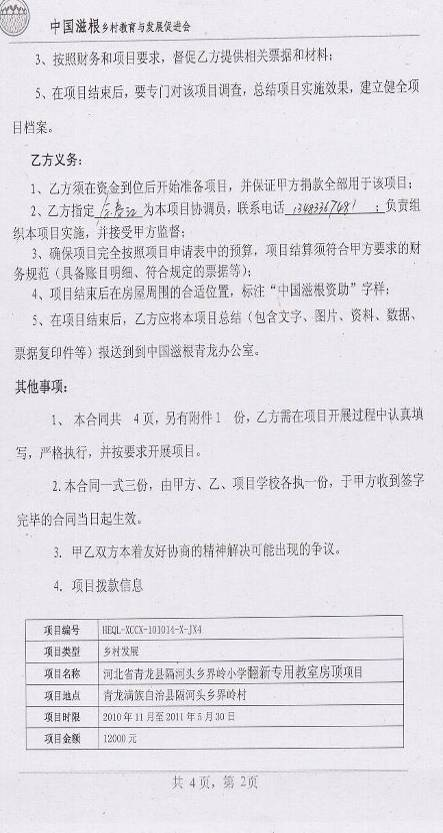 中国滋根乡村教育与发展促进会
3、按照财务和项目要求，督促乙方提供相关票据和材料；
5、在项目结束后，要专门对该项目调查，总结项目实施效果，建立健全项
目档案。
乙方义务：
1、乙方须在资金到位后开始准备项目，并保证甲方捐款全部用于该项目；
2、乙方指定 为本项目协调员，联系电话 13483367481 ；负责组
织本项目实施，并接受甲方监督；
3、确保项目完全按照项目申请表中的预算，项目结算须符合甲方要求的财
务规范（具备账目明细、符合规定的票据等）；
4、项目结束后在房屋周围的合适位置，标注“中国滋根资助”字样；
5、在项目结束后，乙方应将本项目总结（包含文字、图片、资料、数据、
票据复印件等）报送到到中国滋根青龙办公室。
其他事项：
1、 本合同共 4 页，另有附件 1 份，乙方需在项目开展过程中认真填
写，严格执行，并按要求开展项目。
2.本合同一式三份，由甲方、乙、项目学校各执一份，于甲方收到签字
完毕的合同当日起生效。
3. 甲乙双方本着友好协商的精神解决可能出现的争议。
4. 项目拨款信息
项目编号 HEQL-XCCX-101014-X-JX4
项目类型 乡村发展
项目名称 河北省青龙县隔河头乡界岭小学翻新专用教室房顶项目
项目地点 青龙满族自治县隔河头乡界岭村
项目时限 2010 年 11 月至 2011 年 5 月 30 日
项目金额 12000 元
共 4 页，第 2 页